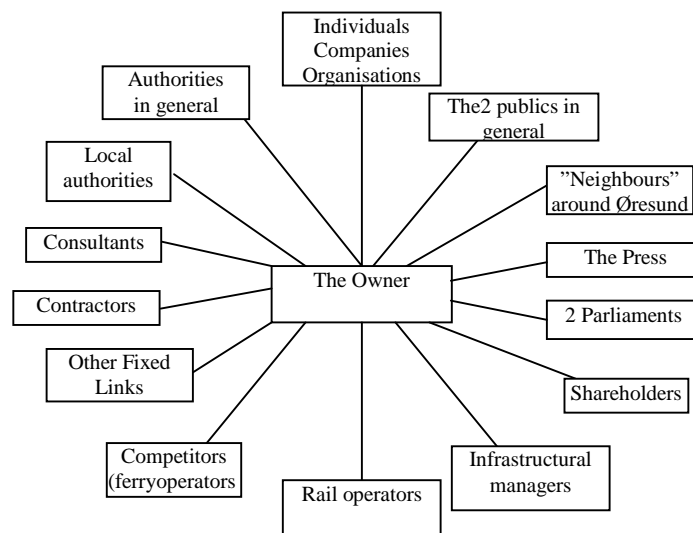 Individuals
Companies
Organisations
Authorities
in general
The2 publics in
general
Local
authorities
”Neighbours”
around Øresund
Consultants
The Press
The Owner
Contractors
2 Parliaments
Other Fixed
Links
Shareholders
Competitors
(ferryoperators
Infrastructural
managers
Rail operators